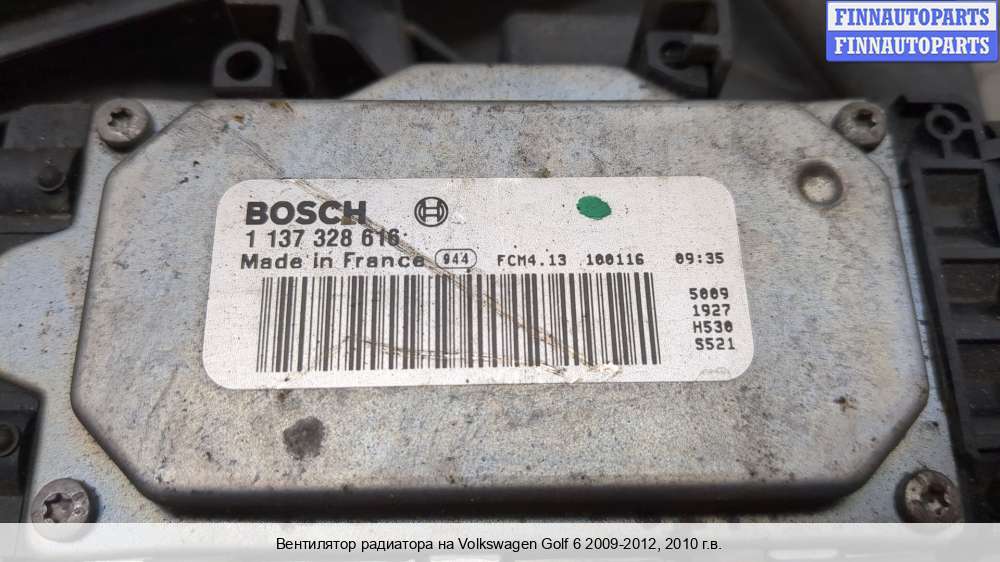 FINNAUTOPARTS
FINNAUTOPARTS
BOSCH
1 137 328 616
Made in France 944 FCM4.13 100116 09:35
5009
1927
H530
S521
Вентилятор радиатора на Volkswagen Golf 6 2009-2012, 2010 г.в.